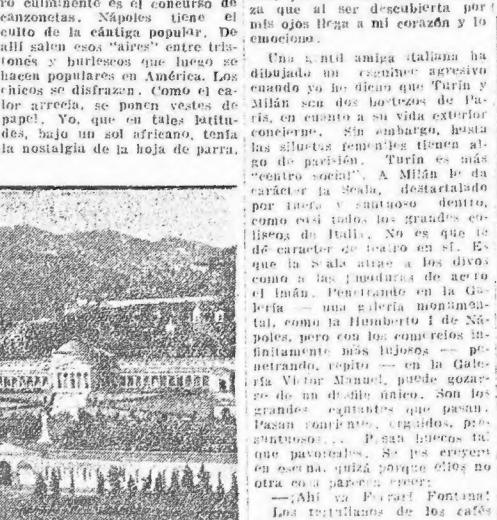 ro culminente es el concurso de
canzonetas. Nápoles tiene el
culto de la cántiga popular. De
allí salen esos "aires" entre tris-
tones y burlescos que luego se
hacen populares en América. Los
chicos se disfrazan. Como el ca-
lor arrecia, se ponen vestes de
papel. Yo, que en tales latitu-
des, bajo un sol africano, tenía
la nostalgia de la hoja de parra,
za que al ser descubierta por
mis ojos llega a mi corazón y lo
emociona.
Una gentil amiga italiana ha
dibujado un agresivo
cuando yo he dicho que Turín y
Milán son dos bostezos de Pa-
rís, en cuanto a su vida exterior
concierne. Sin embargo, hasta
las siluetas femeniles tienen al-
go de parisién. Turín es más
"centro social". A Milán le da
carácter la Scala, destartalado
por fuera y suntuoso dentro,
como casi todos los grandes co-
liseos de Italia. No es que le
dé carácter de teatro en sí. Es
que la Scala atrae a los divos
como a las limaduras de acero
el imán. Penetrando en la Ga-
lería — una galería monumen-
tal, como la Humberto I de Ná-
poles, pero con los comercios in-
finitamente más lujosos — pe-
netrando, repito — en la Gale-
ría Víctor Manuel, puede gozar-
se de un desfile único. Son los
grandes cantantes que pasan.
Pasan sonriente, erguidos, pre-
suntuosos... Pasan huecos tal
que pavoreales. Se les creyera
en escena, quizá porque ellos no
otra cosa parecen creer:
—¡Ahí va Ferrari Fontana!
Los tertulianos de los cafés